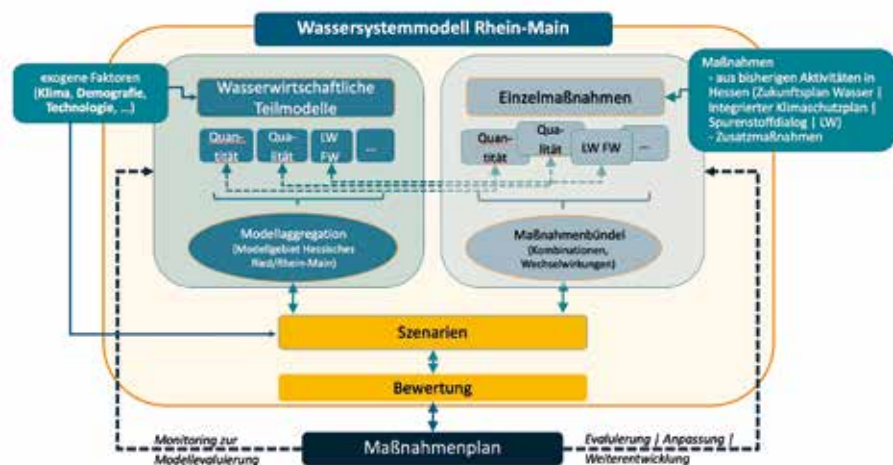 Wassersystemmodell Rhein-Main
exogene Faktoren
(Klima, Demografie,
Technologie, ...)
Wasserwirtschaftliche
Teilmodelle
Quan-
tität
Qua-
lität
LW
FW
...
Modellaggregation
(Modellgebiet Hessisches
Ried/Rhein-Main)
Einzelmaßnahmen
Quan-
tität
Qua-
lität
LW FW
...
Maßnahmenbündel
(Kombinationen,
Wechselwirkungen)
Maßnahmen
- aus bisherigen Aktivitäten in
Hessen (Zukunftsplan Wasser |
Integrierter Klimaschutzplan |
Spurenstoffdialog | LW)
- Zusatzmaßnahmen
Szenarien
Bewertung
Maßnahmenplan
Monitoring zur
Modellevaluierung
Evaluierung | Anpassung |
Weiterentwicklung